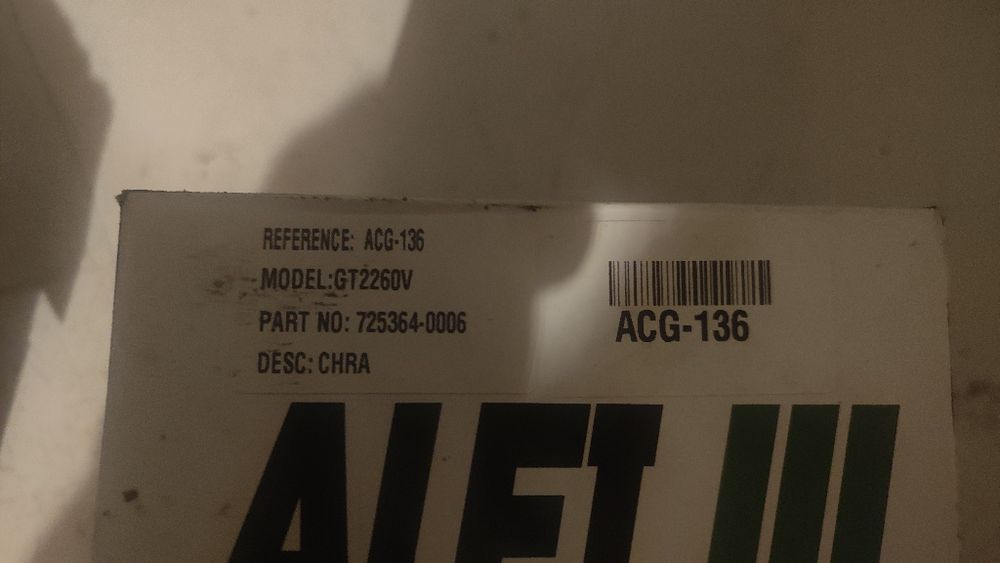 REFERENCE: ACG-136
MODEL:GT2260V
PART NO: 725364-0006
DESC: CHRA
ACG-136